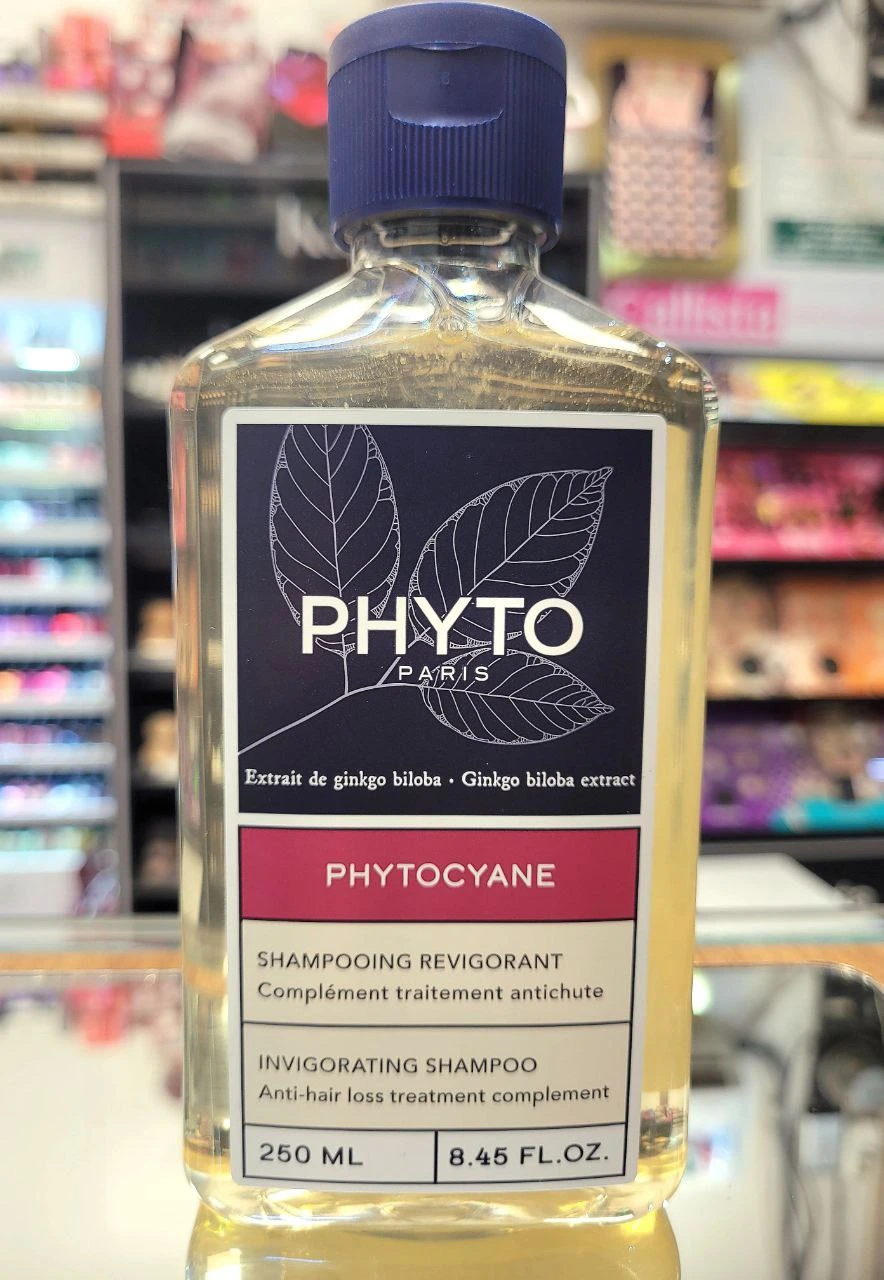 PHYTO
PARIS
Extrait de ginkgo biloba • Ginkgo biloba extract
PHYTOCYANE
SHAMPOOING REVIGORANT
Complément traitement antichute
INVIGORATING SHAMPOO
Anti-hair loss treatment complement
250 ML
8.45 FL.OZ.